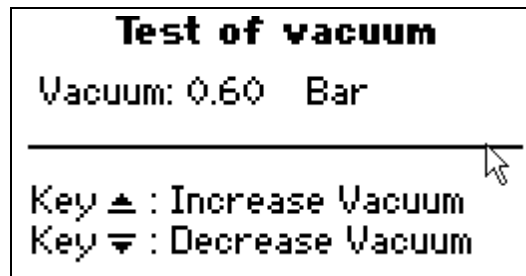 Test of vacuum
Vacuum: 0.60 Bar
Key ▲ : Increase Vacuum
Key ▼ : Decrease Vacuum